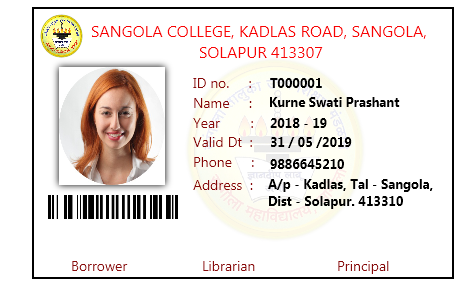 SANGOLA COLLEGE, KADLAS ROAD, SANGOLA,
SOLAPUR 413307
ID no. : T000001
Name : Kurne Swati Prashant
Year : 2018 - 19
Valid Dt : 31 / 05 /2019
Phone : 9886645210
Address : A/p - Kadlas, Tal - Sangola,
Dist - Solapur. 413310
Borrower Librarian Principal